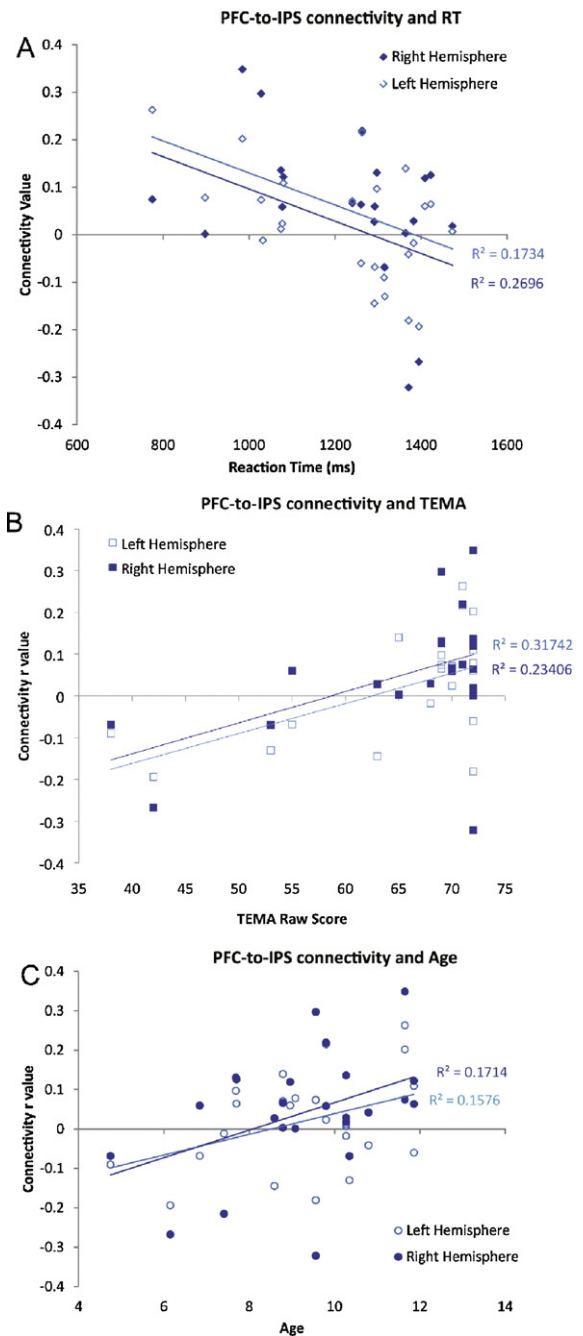 PFC-to-IPS connectivity and RT
A
0.4
0.3
0.2
0.1
0
-0.1
-0.2
-0.3
-0.4
Connectivity Value
Right Hemisphere
Left Hemisphere
R² = 0.1734
R² = 0.2696
600 800 1000 1200 1400 1600
Reaction Time (ms)
PFC-to-IPS connectivity and TEMA
B
0.4
0.3
0.2
0.1
0
-0.1
-0.2
-0.3
-0.4
Connectivity r value
Left Hemisphere
Right Hemisphere
R² = 0.31742
R² = 0.23406
35 40 45 50 55 60 65 70 75
TEMA Raw Score
PFC-to-IPS connectivity and Age
C
0.4
0.3
0.2
0.1
0
-0.1
-0.2
-0.3
-0.4
Connectivity r value
R² = 0.1714
R² = 0.1576
Left Hemisphere
Right Hemisphere
4 6 8 10 12 14
Age